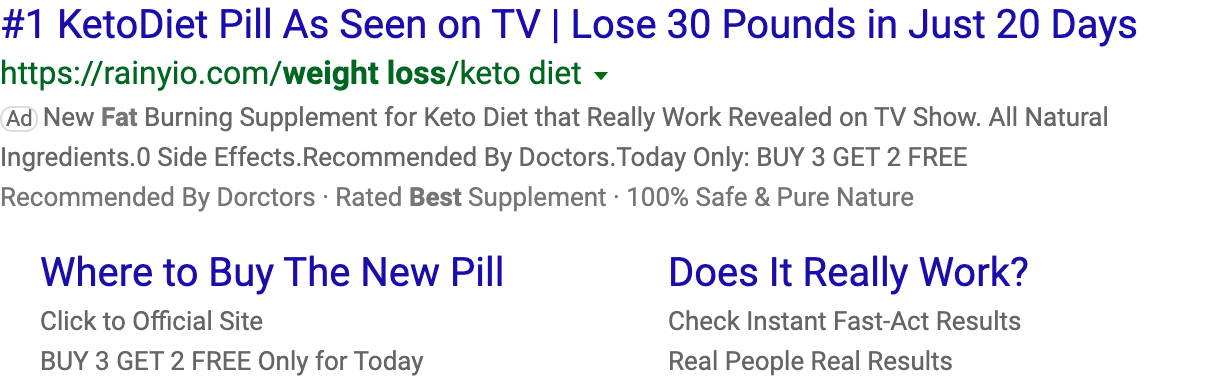 #1 KetoDiet Pill As Seen on TV | Lose 30 Pounds in Just 20 Days
https://rainyio.com/weight loss/keto diet
Ad New Fat Burning Supplement for Keto Diet that Really Work Revealed on TV Show. All Natural
Ingredients.0 Side Effects.Recommended By Doctors.Today Only: BUY 3 GET 2 FREE
Recommended By Dorctors · Rated Best Supplement · 100% Safe & Pure Nature
Where to Buy The New Pill
Click to Official Site
BUY 3 GET 2 FREE Only for Today
Does It Really Work?
Check Instant Fast-Act Results
Real People Real Results